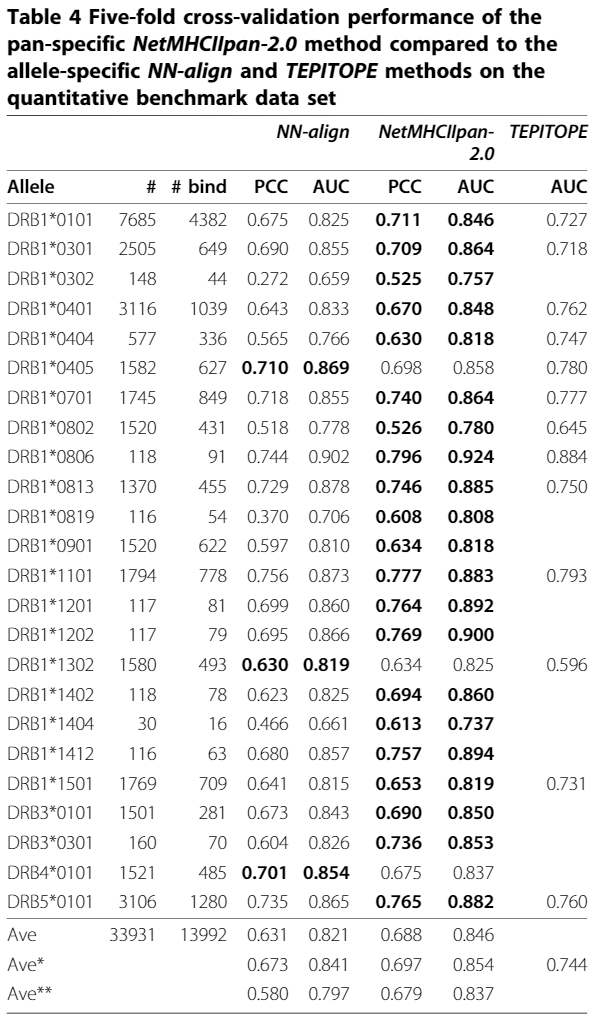 Table 4 Five-fold cross-validation performance of the
pan-specific NetMHCIIpan-2.0 method compared to the
allele-specific NN-align and TEPITOPE methods on the
quantitative benchmark data set
NN-align NetMHCIIpan- TEPITOPE
2.0
Allele # # bind PCC AUC PCC AUC AUC
DRB1*0101 7685 4382 0.675 0.825 0.711 0.846 0.727
DRB1*0301 2505 649 0.690 0.855 0.709 0.864 0.718
DRB1*0302 148 44 0.272 0.659 0.525 0.757
DRB1*0401 3116 1039 0.643 0.833 0.670 0.848 0.762
DRB1*0404 577 336 0.565 0.766 0.630 0.818 0.747
DRB1*0405 1582 627 0.710 0.869 0.698 0.858 0.780
DRB1*0701 1745 849 0.718 0.855 0.740 0.864 0.777
DRB1*0802 1520 431 0.518 0.778 0.526 0.780 0.645
DRB1*0806 118 91 0.744 0.902 0.796 0.924 0.884
DRB1*0813 1370 455 0.729 0.878 0.746 0.885 0.750
DRB1*0819 116 54 0.370 0.706 0.608 0.808
DRB1*0901 1520 622 0.597 0.810 0.634 0.818
DRB1*1101 1794 778 0.756 0.873 0.777 0.883 0.793
DRB1*1201 117 81 0.699 0.860 0.764 0.892
DRB1*1202 117 79 0.695 0.866 0.769 0.900
DRB1*1302 1580 493 0.630 0.819 0.634 0.825 0.596
DRB1*1402 118 78 0.623 0.825 0.694 0.860
DRB1*1404 30 16 0.466 0.661 0.613 0.737
DRB1*1412 116 63 0.680 0.857 0.757 0.894
DRB1*1501 1769 709 0.641 0.815 0.653 0.819 0.731
DRB3*0101 1501 281 0.673 0.843 0.690 0.850
DRB3*0301 160 70 0.604 0.826 0.736 0.853
DRB4*0101 1521 485 0.701 0.854 0.675 0.837
DRB5*0101 3106 1280 0.735 0.865 0.765 0.882 0.760
Ave 33931 13992 0.631 0.821 0.688 0.846
Ave* 0.673 0.841 0.697 0.854 0.744
Ave** 0.580 0.797 0.679 0.837